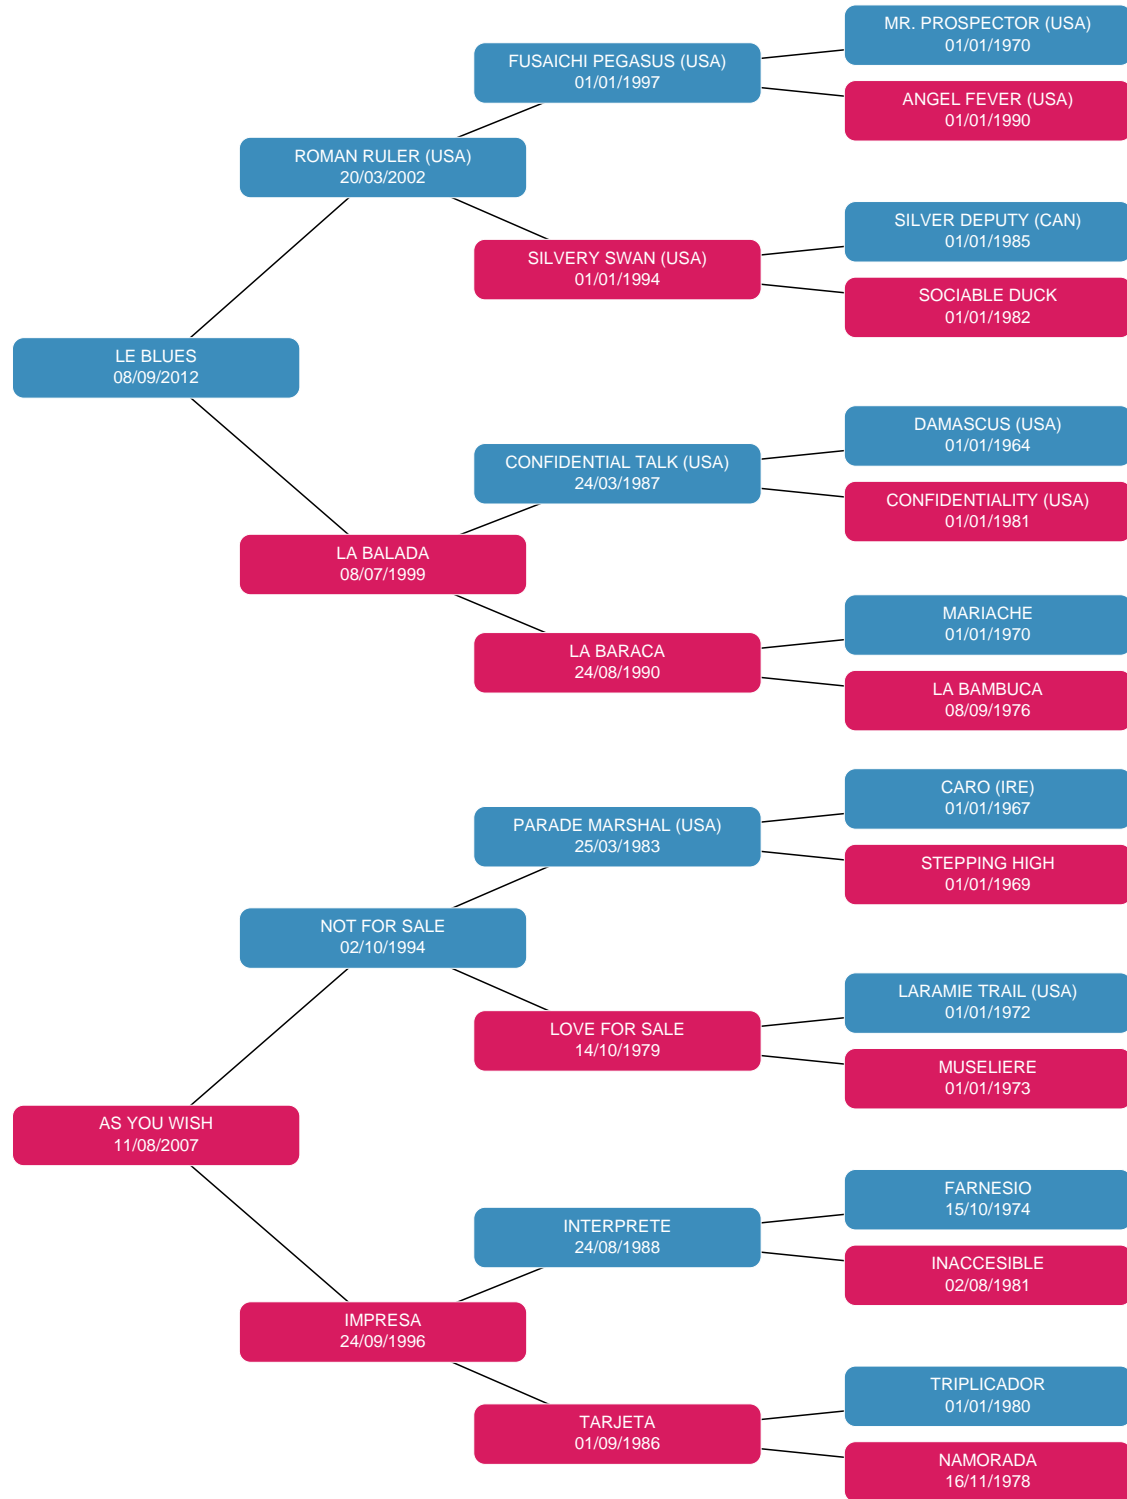 MR. PROSPECTOR (USA)
01/01/1970
FUSAICHI PEGASUS (USA)
01/01/1997
ANGEL FEVER (USA)
01/01/1990
ROMAN RULER (USA)
20/03/2002
SILVER DEPUTY (CAN)
01/01/1985
SILVERY SWAN (USA)
01/01/1994
SOCIABLE DUCK
01/01/1982
LE BLUES
08/09/2012
DAMASCUS (USA)
01/01/1964
CONFIDENTIAL TALK (USA)
24/03/1987
CONFIDENTIALITY (USA)
01/01/1981
LA BALADA
08/07/1999
MARIACHE
01/01/1970
LA BARACA
24/08/1990
LA BAMBUCA
08/09/1976
CARO (IRE)
01/01/1967
PARADE MARSHAL (USA)
25/03/1983
STEPPING HIGH
01/01/1969
NOT FOR SALE
02/10/1994
LARAMIE TRAIL (USA)
01/01/1972
LOVE FOR SALE
14/10/1979
MUSELIERE
01/01/1973
AS YOU WISH
11/08/2007
FARNESIO
15/10/1974
INTERPRETE
24/08/1988
INACCESIBLE
02/08/1981
IMPRESA
24/09/1996
TRIPLICADOR
01/01/1980
TARJETA
01/09/1986
NAMORADA
16/11/1978